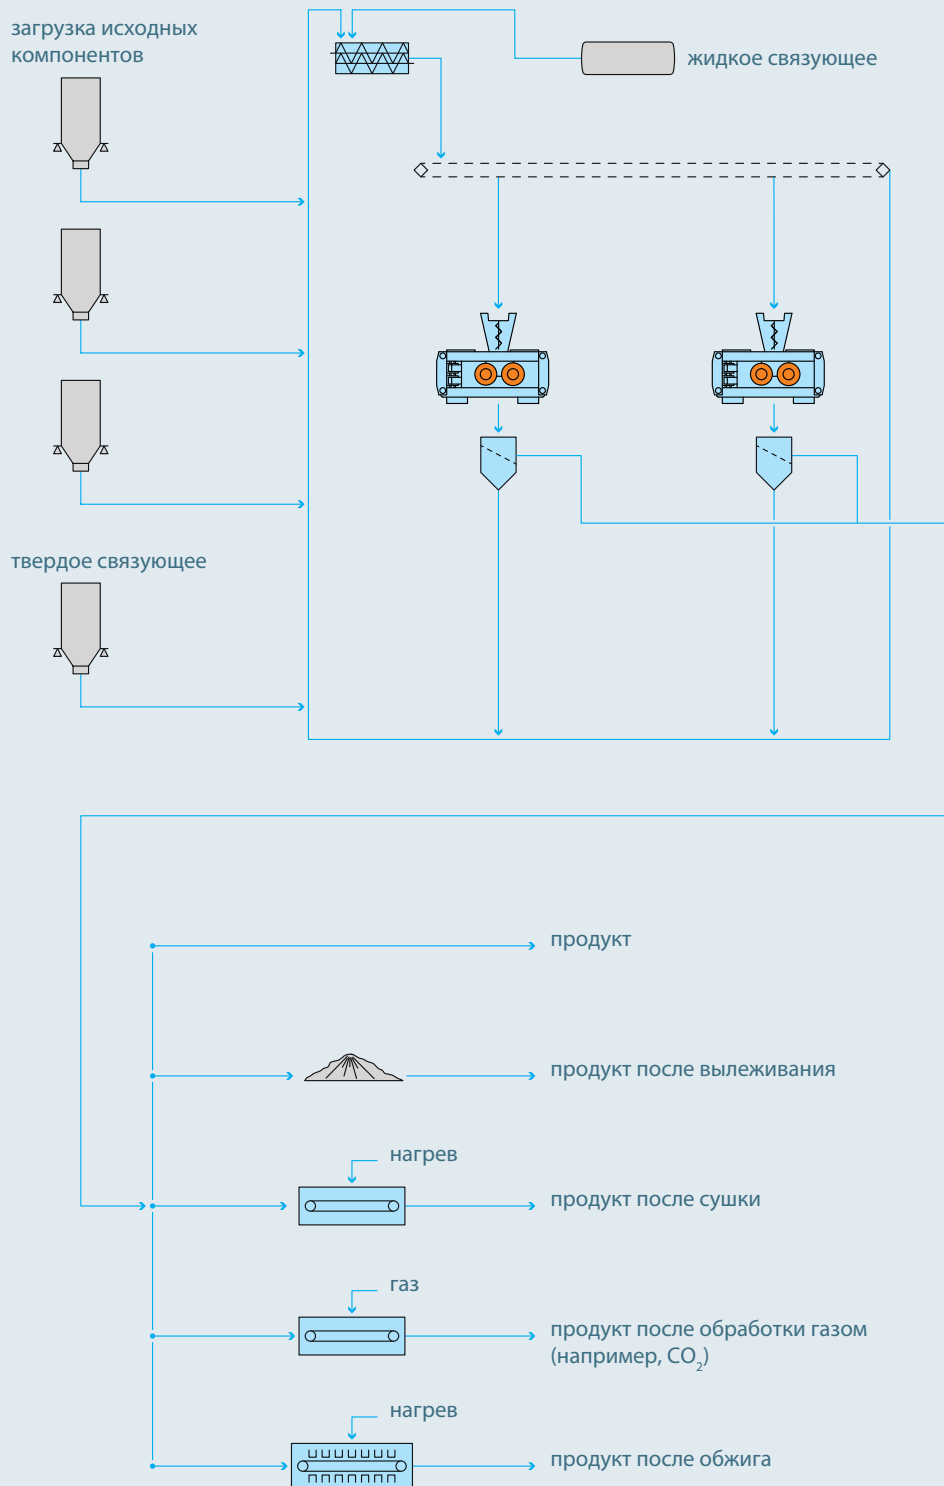 загрузка исходных
компонентов
жидкое связующее
твердое связующее
продукт
продукт после вылеживания
нагрев
продукт после сушки
газ
продукт после обработки газом
(например, CO₂)
нагрев
продукт после обжига